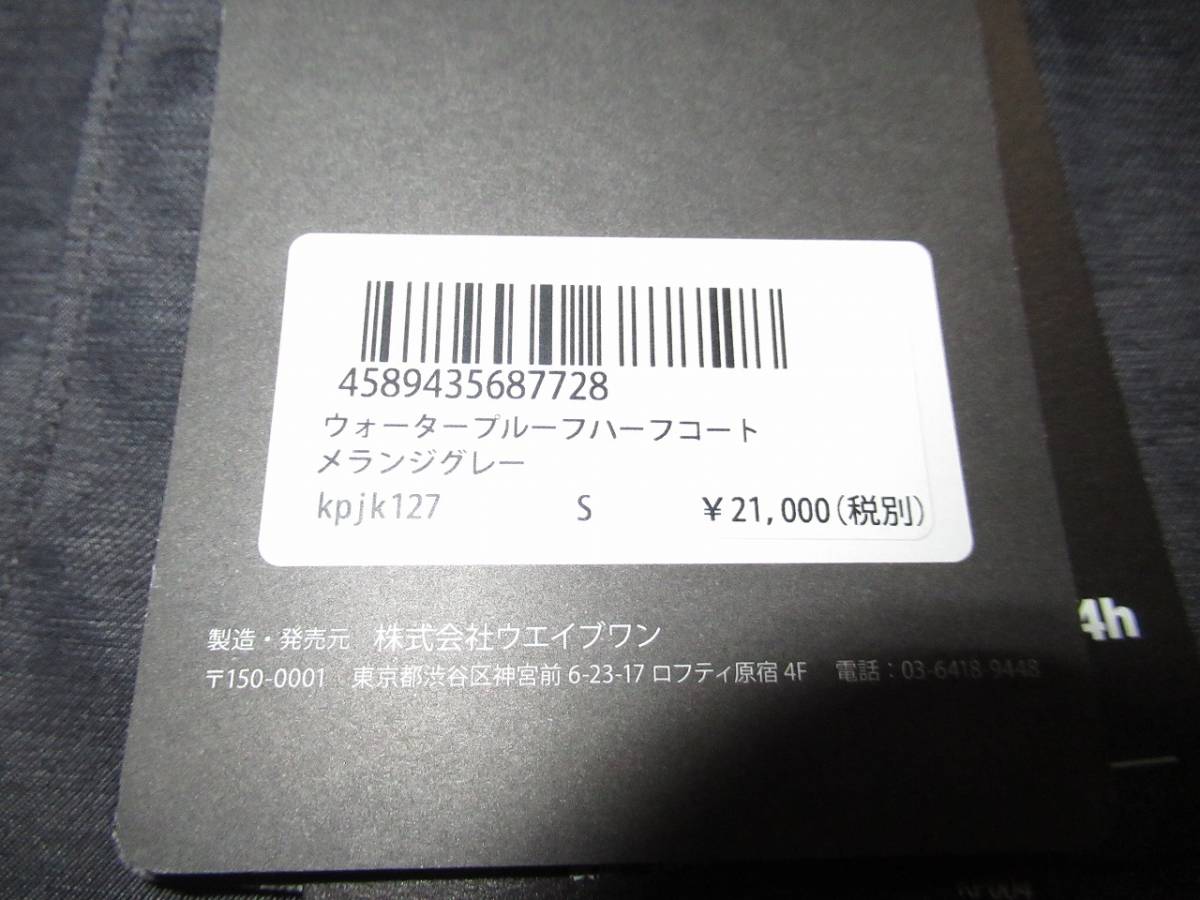 4589435687728
ウォータープルーフハーフコート
メランジグレー
kpjk127 S ¥21,000(税別)
製造・発売元 株式会社ウエイブワン
〒150-0001 東京都渋谷区神宮前 6-23-17 ロフティ原宿 4F 電話：03-6418-9448
4h